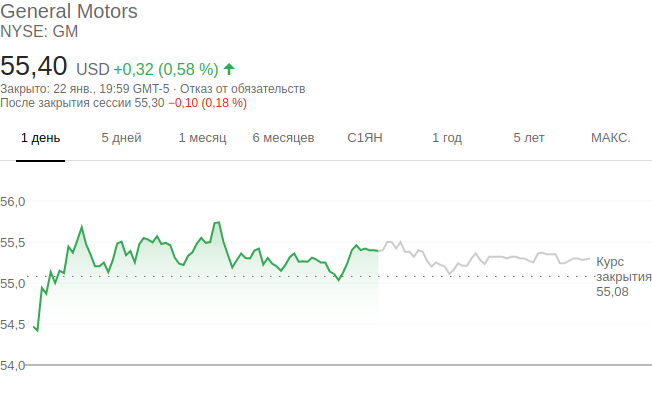 General Motors
NYSE: GM
55,40 USD +0,32 (0,58 %)
Закрыто: 22 янв., 19:59 GMT-5 · Отказ от обязательств
После закрытия сессии 55,30 −0,10 (0,18 %)
1 день 5 дней 1 месяц 6 месяцев С1ЯН 1 год 5 лет МАКС.
56,0
55,5
Курс
закрытия
55,08
55,0
54,5
54,0